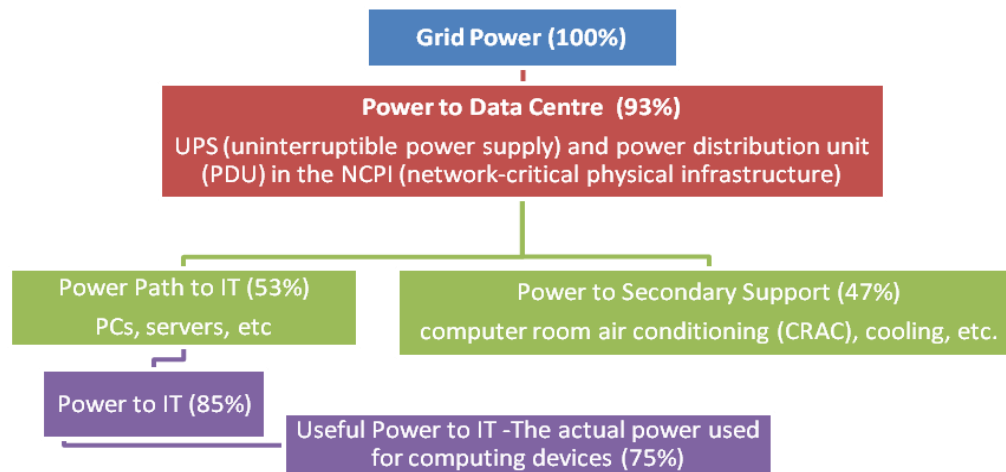 Grid Power (100%)
Power to Data Centre (93%)
UPS (uninterruptible power supply) and power distribution unit
(PDU) in the NCPI (network-critical physical infrastructure)
Power Path to IT (53%)
PCs, servers, etc
Power to Secondary Support (47%)
computer room air conditioning (CRAC), cooling, etc.
Power to IT (85%)
Useful Power to IT -The actual power used
for computing devices (75%)